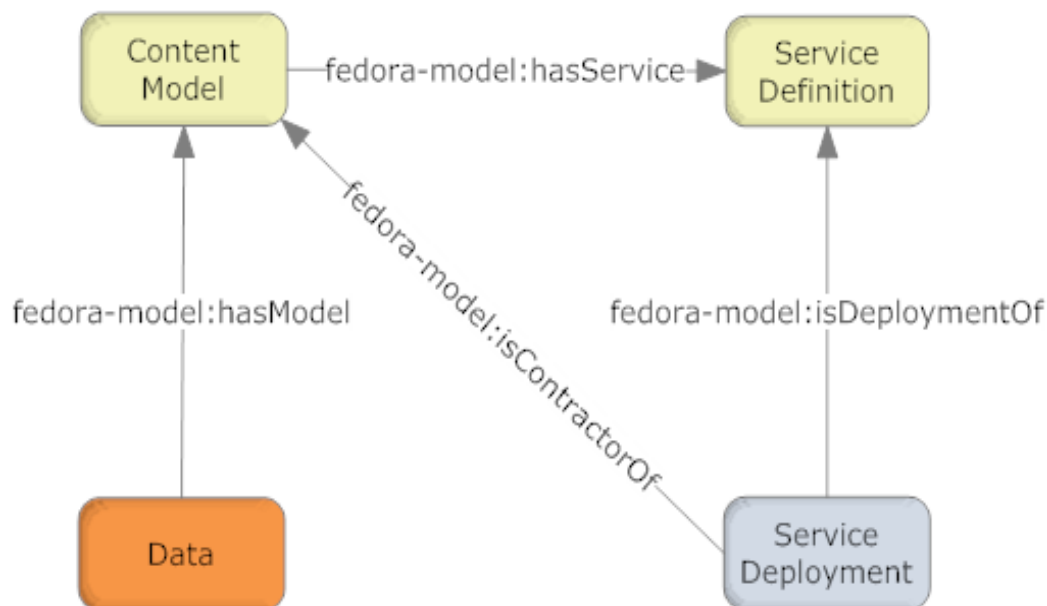 Content
Model
fedora-model:hasService
Service
Definition
fedora-model:isContractorOf
fedora-model:hasModel
fedora-model:isDeploymentOf
Data
Service
Deployment